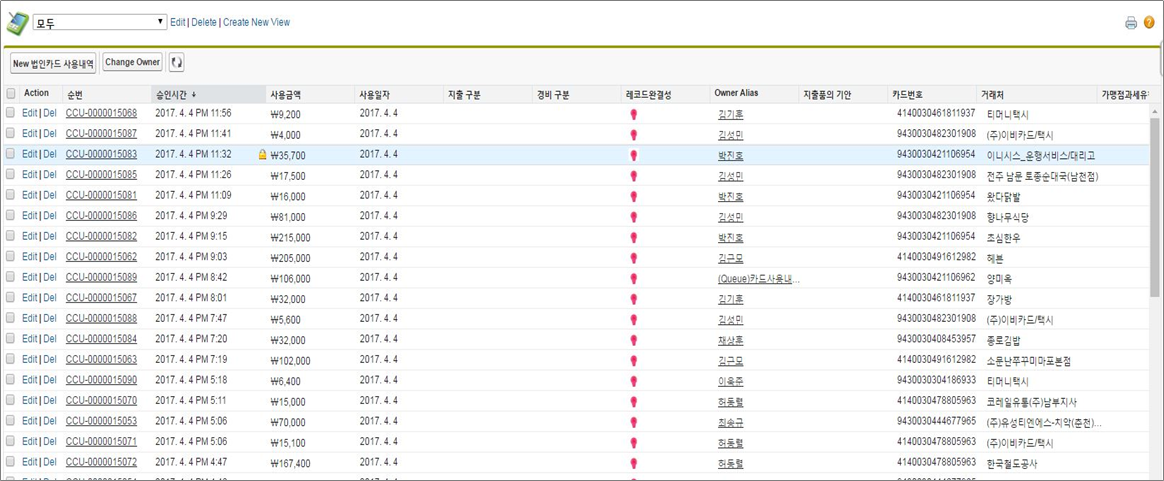 모두 Edit | Delete | Create New View
New 법인카드 사용내역 Change Owner
Action 순번 승인시간 사용금액 사용일자 지출 구분 경비 구분 레코드완결성 Owner Alias 지출품의 기안 카드번호 거래처 가맹점과세유
Edit | Del CCU-0000015068 2017. 4. 4 PM 11:56 ₩9,200 2017. 4. 4 김기훈 4140030461811937 티머니택시
Edit | Del CCU-0000015087 2017. 4. 4 PM 11:41 ₩4,000 2017. 4. 4 김성민 9430030482301908 (주)이비카드/택시
Edit | Del CCU-0000015083 2017. 4. 4 PM 11:32 ₩35,700 2017. 4. 4 박진호 9430030421106954 이니시스_운행서비스/대리고
Edit | Del CCU-0000015085 2017. 4. 4 PM 11:26 ₩17,500 2017. 4. 4 김성민 9430030482301908 전주 남문 토종순대국(남천점)
Edit | Del CCU-0000015081 2017. 4. 4 PM 11:09 ₩16,000 2017. 4. 4 박진호 9430030421106954 왔다닭발
Edit | Del CCU-0000015086 2017. 4. 4 PM 9:29 ₩81,000 2017. 4. 4 김성민 9430030482301908 향나무식당
Edit | Del CCU-0000015082 2017. 4. 4 PM 9:15 ₩215,000 2017. 4. 4 박진호 9430030421106954 초심한우
Edit | Del CCU-0000015062 2017. 4. 4 PM 9:03 ₩205,000 2017. 4. 4 김근모 4140030491612982 헤븐
Edit | Del CCU-0000015089 2017. 4. 4 PM 8:42 ₩106,000 2017. 4. 4 (Queue)카드사용내... 9430030421106962 양미옥
Edit | Del CCU-0000015067 2017. 4. 4 PM 8:01 ₩32,000 2017. 4. 4 김기훈 4140030461811937 장가방
Edit | Del CCU-0000015088 2017. 4. 4 PM 7:47 ₩5,600 2017. 4. 4 김성민 9430030482301908 (주)이비카드/택시
Edit | Del CCU-0000015084 2017. 4. 4 PM 7:20 ₩32,000 2017. 4. 4 채상훈 9430030408453957 종로김밥
Edit | Del CCU-0000015063 2017. 4. 4 PM 7:19 ₩102,000 2017. 4. 4 김근모 4140030491612982 소문난쭈꾸미마포본점
Edit | Del CCU-0000015090 2017. 4. 4 PM 5:18 ₩6,400 2017. 4. 4 이욱준 9430030304186933 티머니택시
Edit | Del CCU-0000015070 2017. 4. 4 PM 5:11 ₩15,000 2017. 4. 4 허동렬 4140030478805963 코레일유통(주)남부지사
Edit | Del CCU-0000015053 2017. 4. 4 PM 5:06 ₩70,000 2017. 4. 4 최송규 9430030444677965 (주)유성티엔에스-지약(춘천)...
Edit | Del CCU-0000015071 2017. 4. 4 PM 5:06 ₩15,100 2017. 4. 4 허동렬 4140030478805963 (주)이비카드/택시
Edit | Del CCU-0000015072 2017. 4. 4 PM 4:47 ₩167,400 2017. 4. 4 허동렬 4140030478805963 한국철도공사